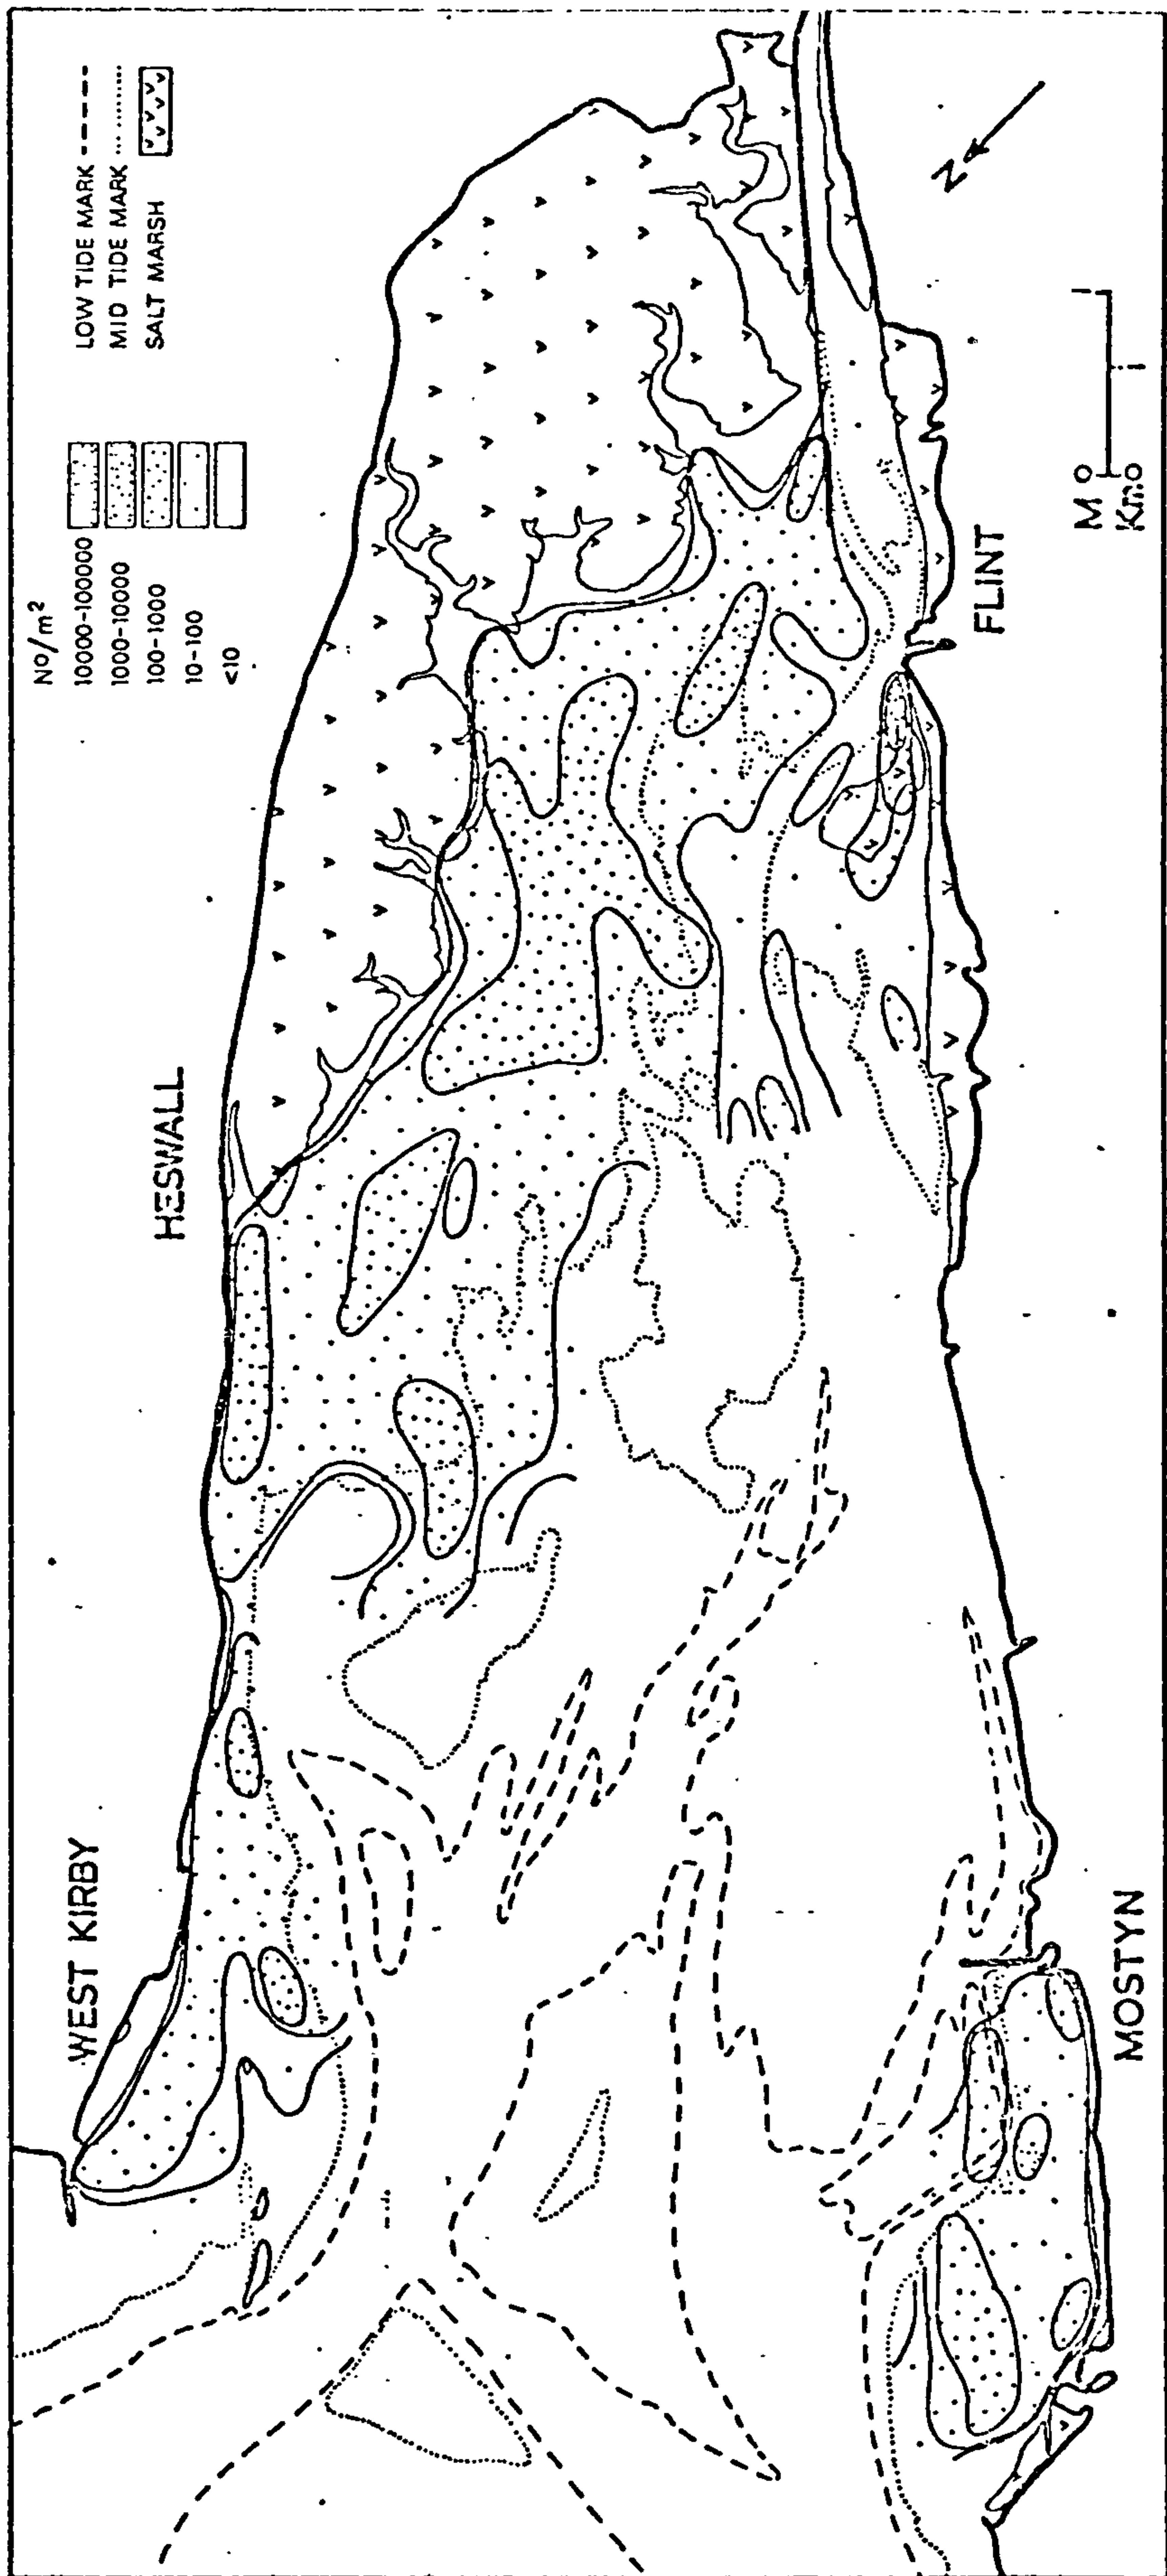 WEST KIRBY
HESWALL
No/m²
10000-100000
1000-10000
100-1000
10-100
<10
LOW TIDE MARK
MID TIDE MARK
SALT MARSH
N
M 0 1
Km 0 1
FLINT
MOSTYN